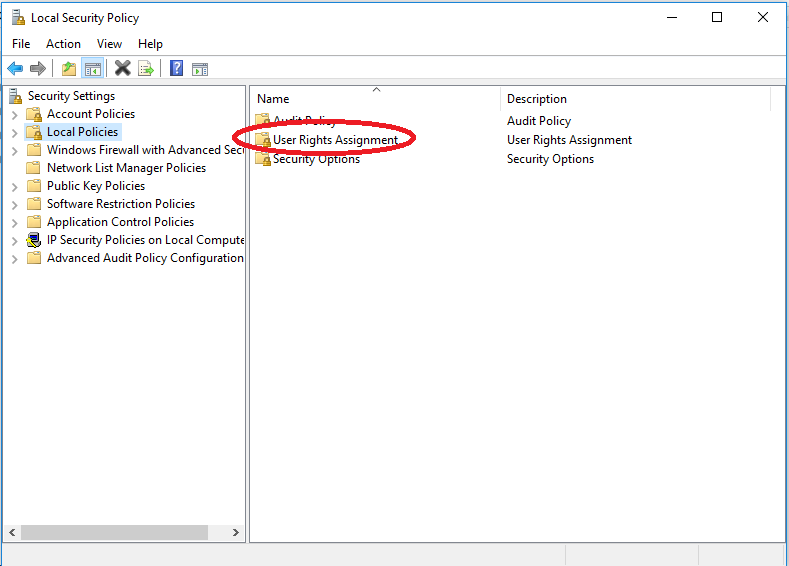 Local Security Policy
File Action View Help
Security Settings
Account Policies
Local Policies
Windows Firewall with Advanced Sec
Network List Manager Policies
Public Key Policies
Software Restriction Policies
Application Control Policies
IP Security Policies on Local Compute
Advanced Audit Policy Configuration
Name Description
Audit Policy Audit Policy
User Rights Assignment User Rights Assignment
Security Options Security Options